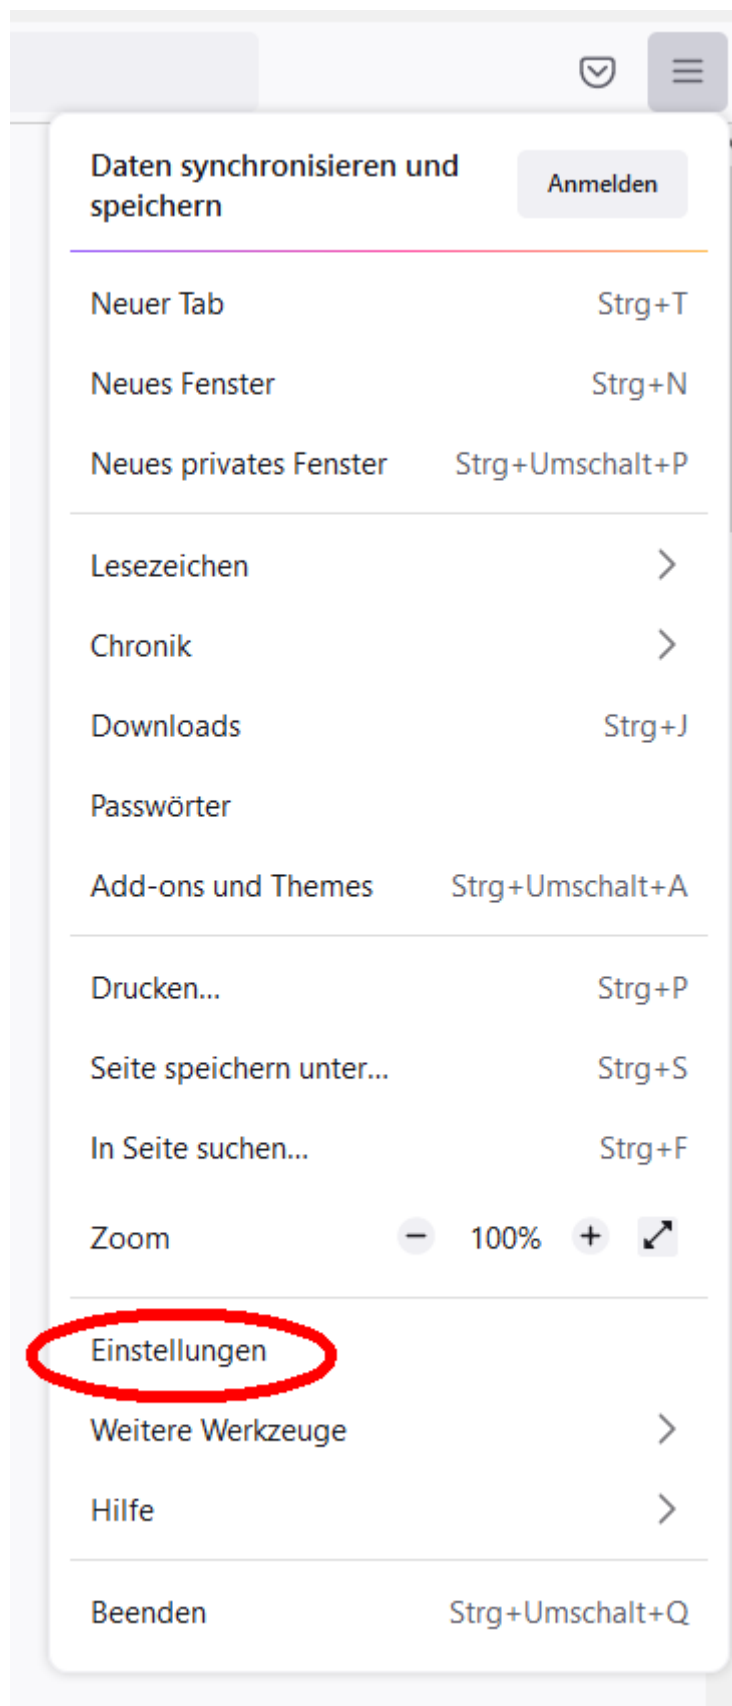 Daten synchronisieren und
speichern
Anmelden
Neuer Tab Strg+T
Neues Fenster Strg+N
Neues privates Fenster Strg+Umschalt+P
Lesezeichen
Chronik
Downloads Strg+J
Passwörter
Add-ons und Themes Strg+Umschalt+A
Drucken... Strg+P
Seite speichern unter... Strg+S
In Seite suchen... Strg+F
Zoom − 100% +
Einstellungen
Weitere Werkzeuge
Hilfe
Beenden Strg+Umschalt+Q